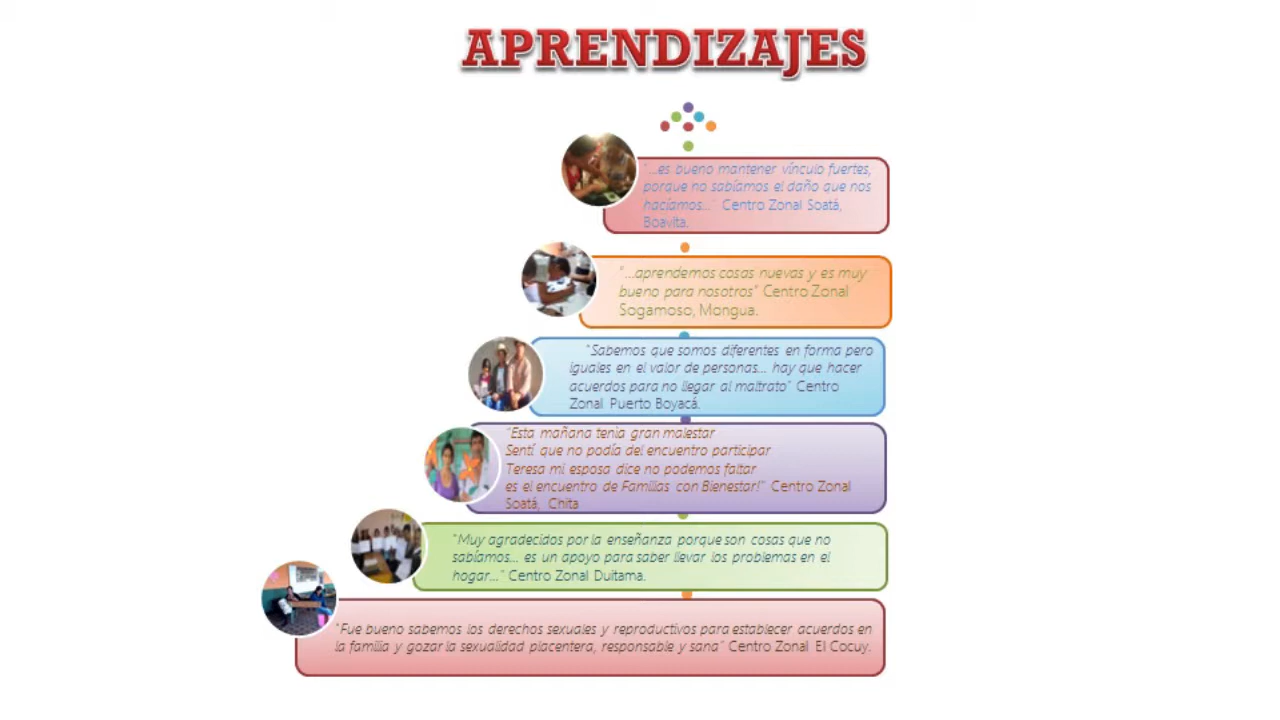 APRENDIZAJES
"...es bueno mantener vínculo fuertes,
porque no sabíamos el daño que nos
hacíamos..." Centro Zonal Soatá,
Boavita.
"...aprendemos cosas nuevas y es muy
bueno para nosotros" Centro Zonal
Sogamoso, Mongua.
"Sabemos que somos diferentes en forma pero
iguales en el valor de personas... hay que hacer
acuerdos para no llegar al maltrato" Centro
Zonal Puerto Boyacá.
"Esta mañana tenia gran malestar
Sentí que no podía del encuentro participar
Teresa mi esposa dice no podemos faltar
es el encuentro de Familias con Bienestar!" Centro Zonal
Soatá, Chita
"Muy agradecidos por la enseñanza porque son cosas que no
sabíamos... es un apoyo para saber llevar los problemas en el
hogar..." Centro Zonal Duitama.
"Fue bueno sabemos los derechos sexuales y reproductivos para establecer acuerdos en
la familia y gozar la sexualidad placentera, responsable y sana" Centro Zonal El Cocuy.